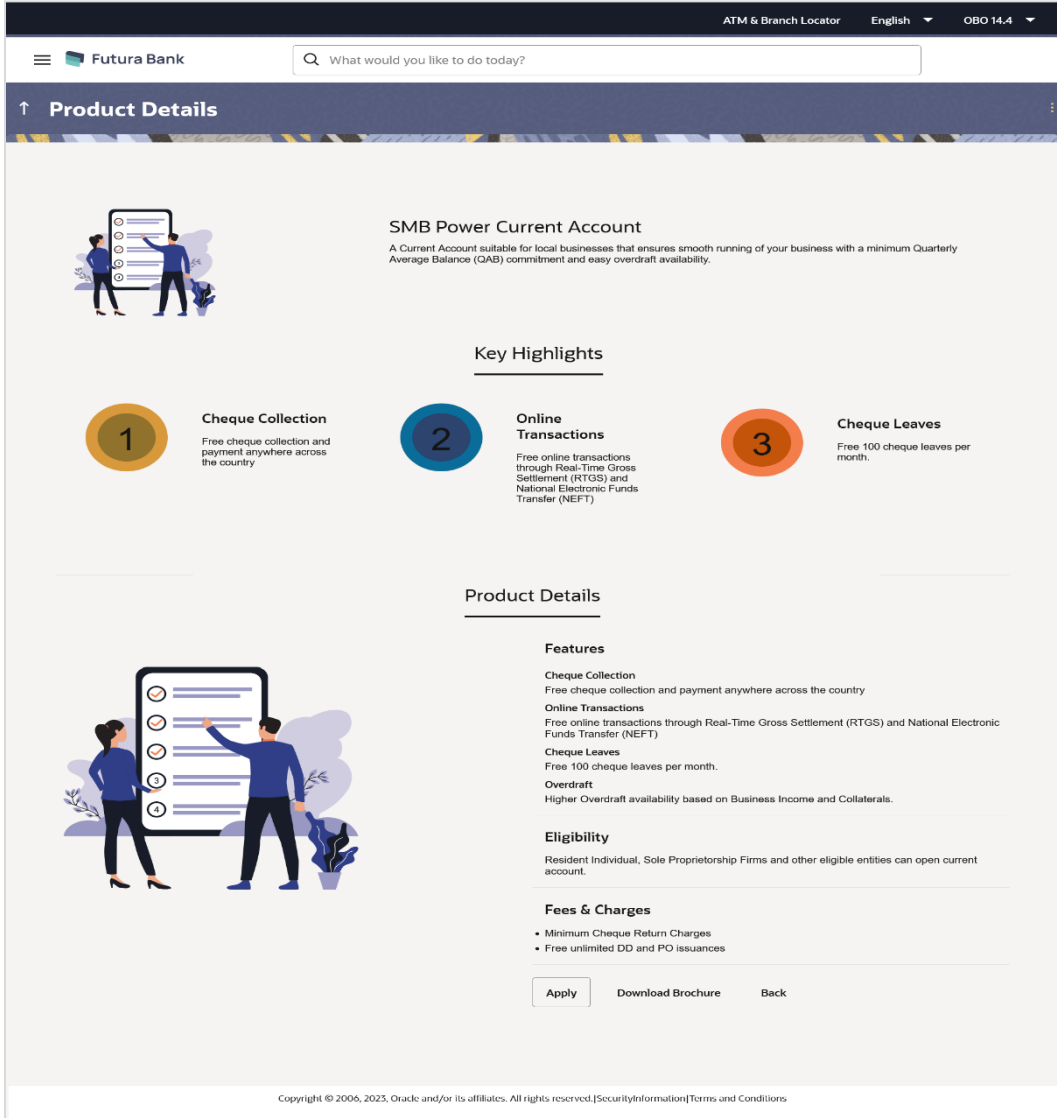 ATM & Branch Locator English OBO 14.4
Futura Bank What would you like to do today?
Product Details
SMB Power Current Account
A Current Account suitable for local businesses that ensures smooth running of your business with a minimum Quarterly
Average Balance (QAB) commitment and easy overdraft availability.
Key Highlights
1
Cheque Collection
Free cheque collection and
payment anywhere across
the country
2
Online
Transactions
Free online transactions
through Real-Time Gross
Settlement (RTGS) and
National Electronic Funds
Transfer (NEFT)
3
Cheque Leaves
Free 100 cheque leaves per
month.
Product Details
3
4
Features
Cheque Collection
Free cheque collection and payment anywhere across the country
Online Transactions
Free online transactions through Real-Time Gross Settlement (RTGS) and National Electronic
Funds Transfer (NEFT)
Cheque Leaves
Free 100 cheque leaves per month.
Overdraft
Higher Overdraft availability based on Business Income and Collaterals.
Eligibility
Resident Individual, Sole Proprietorship Firms and other eligible entities can open current
account.
Fees & Charges
• Minimum Cheque Return Charges
• Free unlimited DD and PO issuances
Apply Download Brochure Back
Copyright © 2006, 2023, Oracle and/or its affiliates. All rights reserved.|SecurityInformation|Terms and Conditions